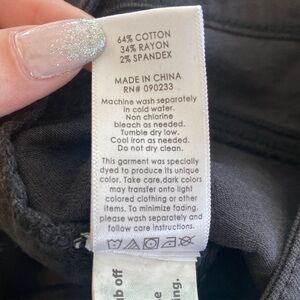 64% COTTON
34% RAYON
2% SPANDEX
MADE IN CHINA
RN# 090233
Machine wash separately
in cold water.
Non chlorine
bleach as needed.
Tumble dry low.
Cool iron as needed.
Do not dry clean.
This garment was specially
dyed to produce its unique
color. Take care,dark colors
may transfer onto light
colored clothing or other
items. To minimize fading,
please wash separately and
follow care instructions.
off